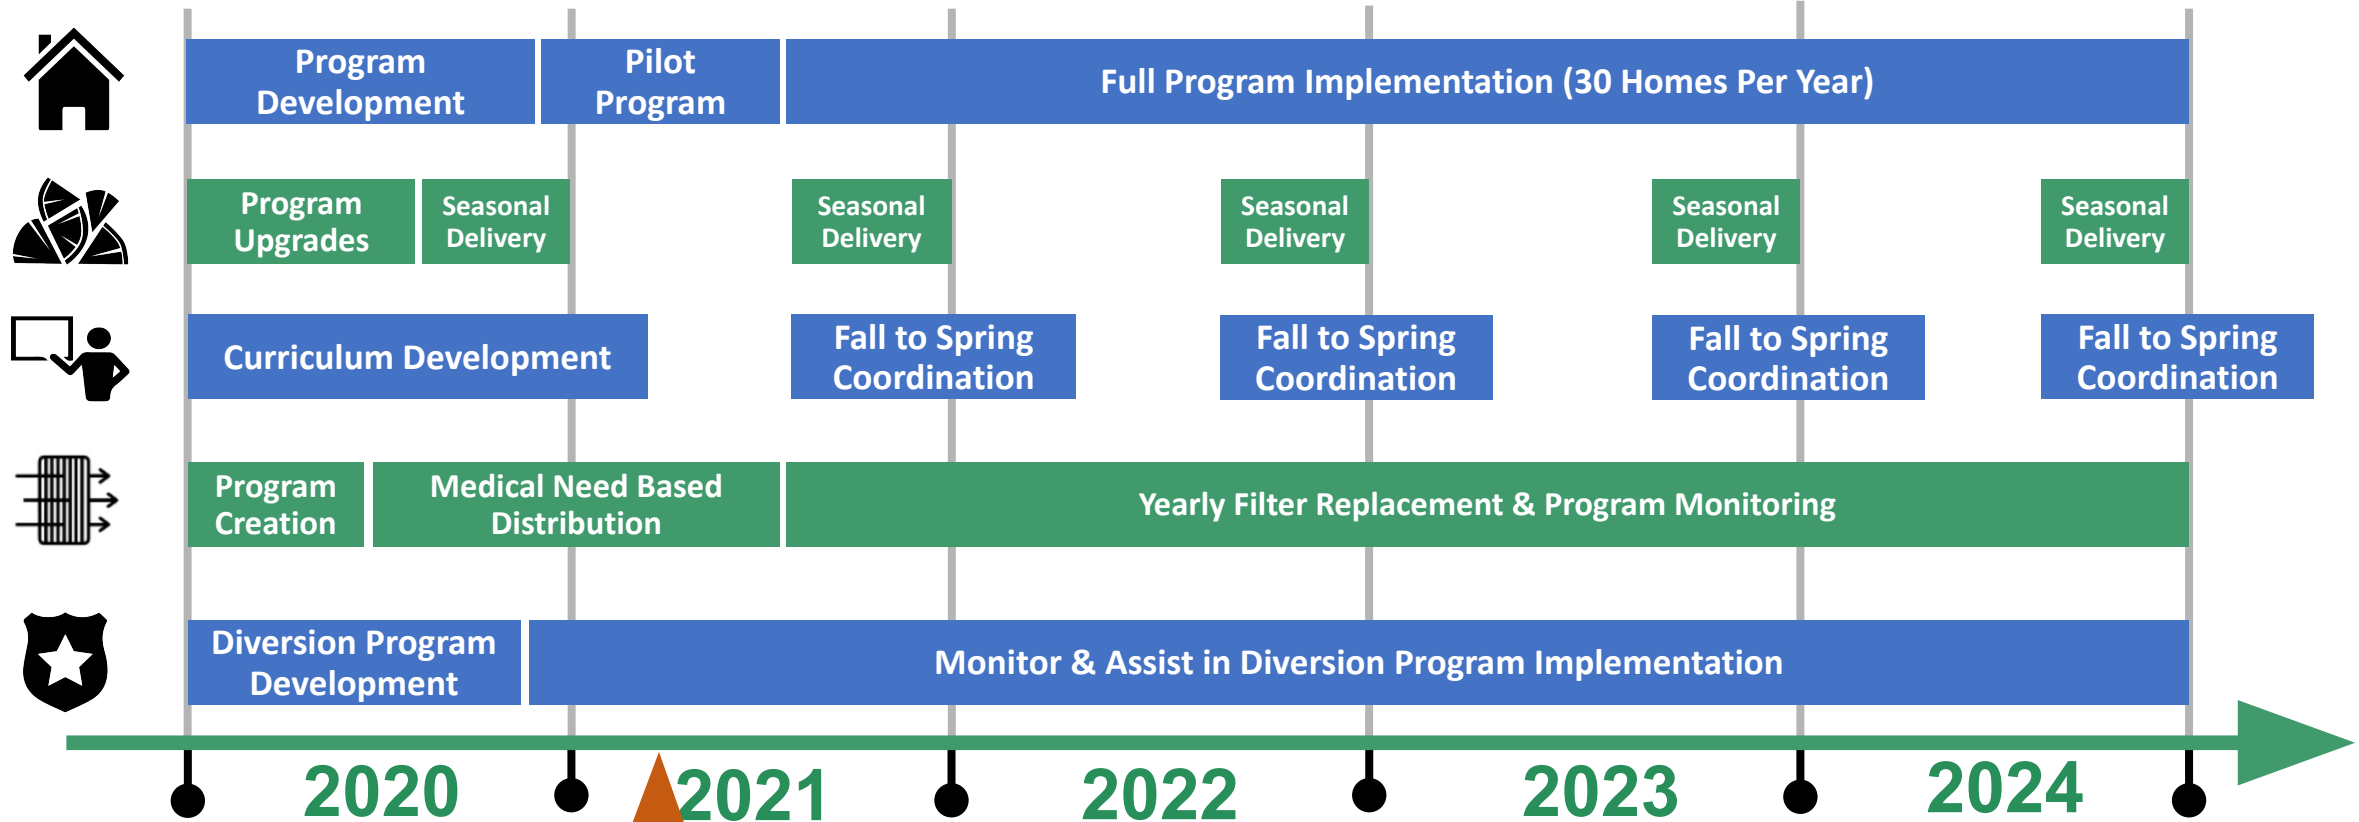 Program
Development
Pilot
Program
Full Program Implementation (30 Homes Per Year)
Program
Upgrades
Seasonal
Delivery
Seasonal
Delivery
Seasonal
Delivery
Seasonal
Delivery
Seasonal
Delivery
Curriculum Development
Fall to Spring
Coordination
Fall to Spring
Coordination
Fall to Spring
Coordination
Fall to Spring
Coordination
Program
Creation
Medical Need Based
Distribution
Yearly Filter Replacement & Program Monitoring
Diversion Program
Development
Monitor & Assist in Diversion Program Implementation
2020
2021
2022
2023
2024